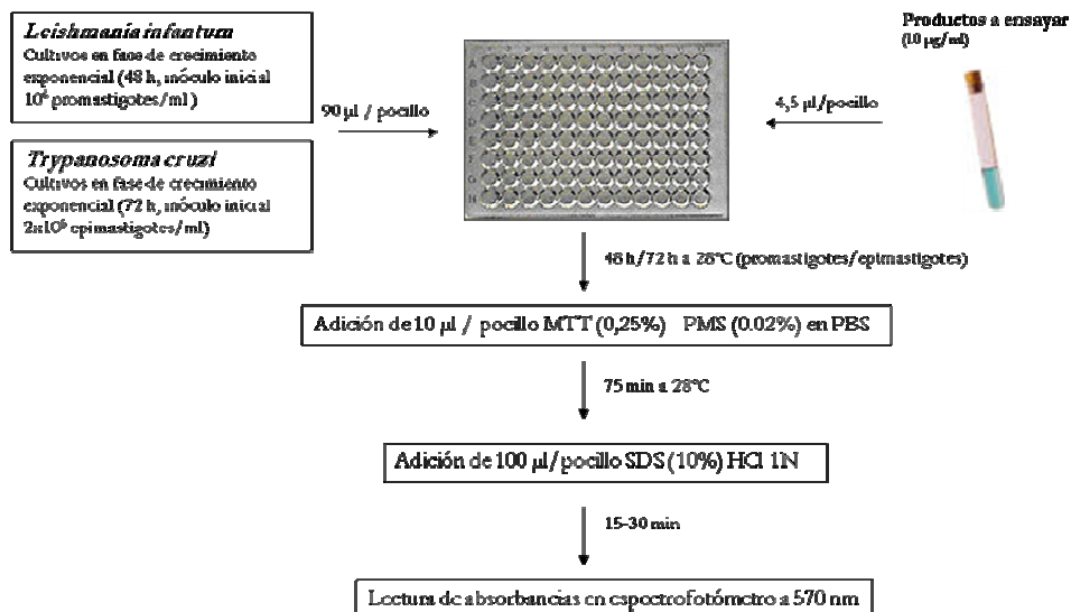 Leishmania infantum
Cultivos en fase de crecimiento
exponencial (48 h, inóculo inicial
10⁶ promastigotes/ml)
Trypanosoma cruzi
Cultivos en fase de crecimiento
exponencial (72 h, inóculo inicial
2x10⁶ epimastigotes/ml)
90 µl / pocillo
Productos a ensayar
(10 µg/ml)
4,5 µl/pocillo
48 h/72 h a 28ºC (promastigotes/epimastigotes)
Adición de 10 µl / pocillo MTT (0,25%) PMS (0.02%) en PBS
75 min a 28ºC
Adición de 100 µl/pocillo SDS (10%) HCl 1N
15-30 min
Lectura de absorbancias en espectrofotómetro a 570 nm